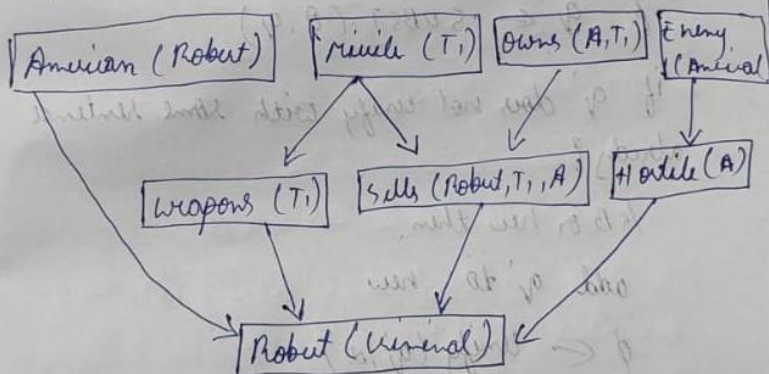 American (Robert)
Missile (T1)
Owns (A,T1)
Enemy
Weapons (T1)
Sells (Robert, T1, A)
Hostile (A)
Robert (Criminal)